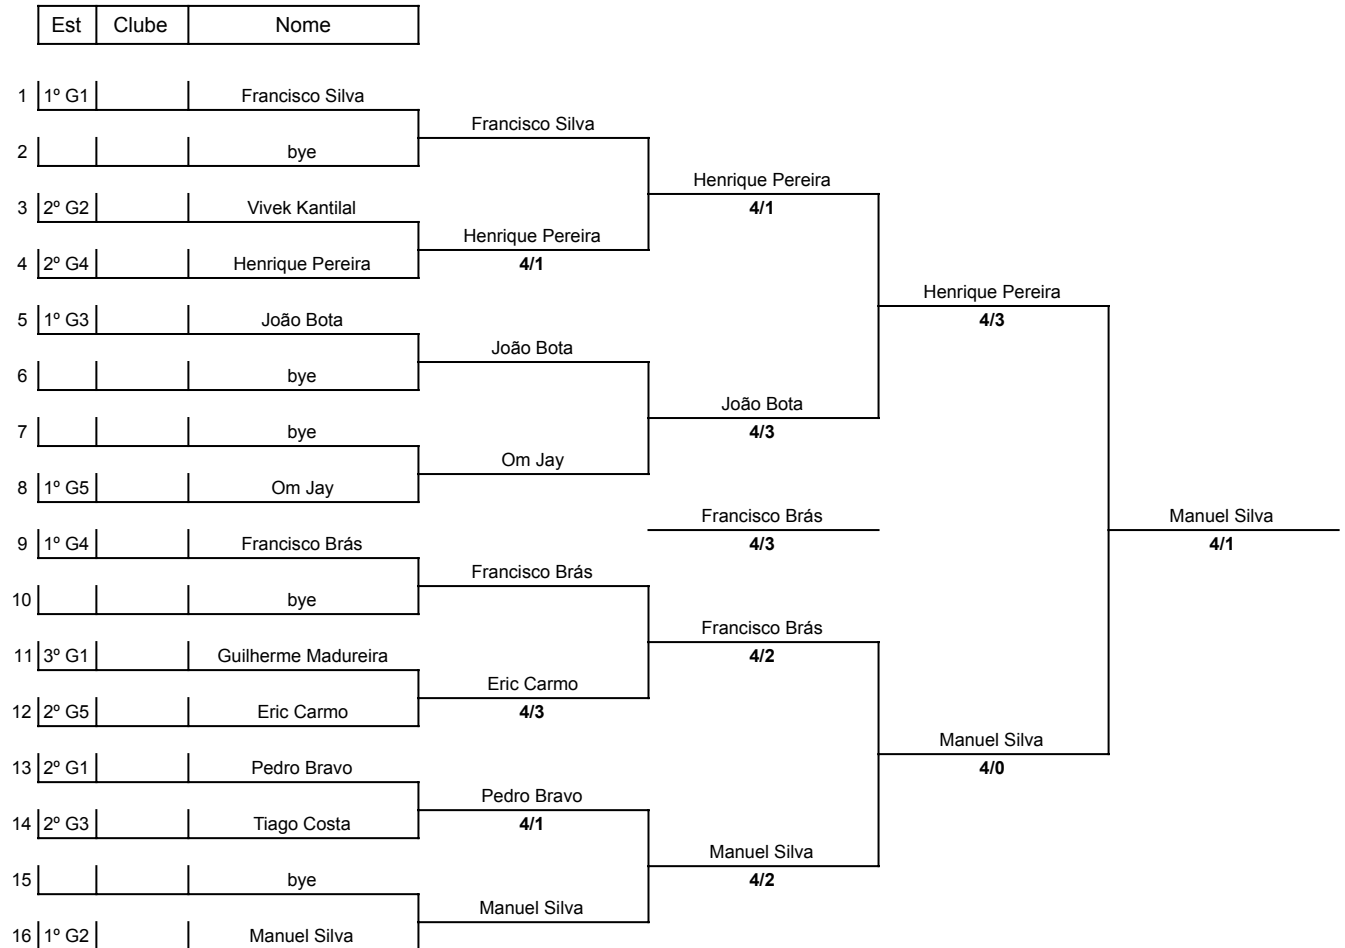 Est Clube Nome
1 1º G1 Francisco Silva
Francisco Silva
2 bye
Henrique Pereira
3 2º G2 Vivek Kantilal 4/1
Henrique Pereira
4 2º G4 Henrique Pereira 4/1
Henrique Pereira
5 1º G3 João Bota 4/3
João Bota
6 bye
João Bota
7 bye 4/3
Om Jay
8 1º G5 Om Jay
Francisco Brás Manuel Silva
9 1º G4 Francisco Brás 4/3 4/1
Francisco Brás
10 bye
Francisco Brás
11 3º G1 Guilherme Madureira 4/2
Eric Carmo
12 2º G5 Eric Carmo 4/3
Manuel Silva
13 2º G1 Pedro Bravo 4/0
Pedro Bravo
14 2º G3 Tiago Costa 4/1
Manuel Silva
15 bye 4/2
Manuel Silva
16 1º G2 Manuel Silva